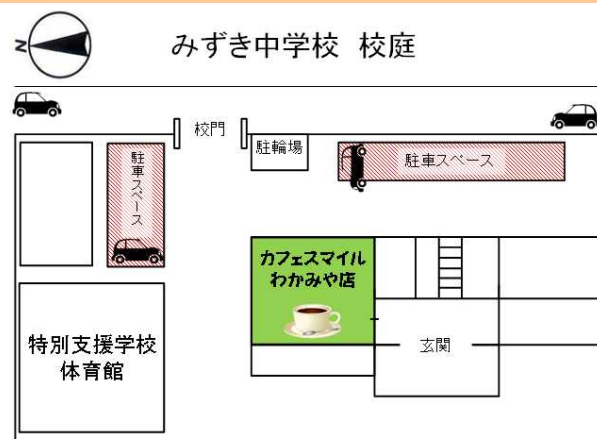 N
みずき中学校 校庭
校門
駐輪場
駐車スペース
駐車スペース
カフェスマイル
わかみや店
特別支援学校
体育館
玄関